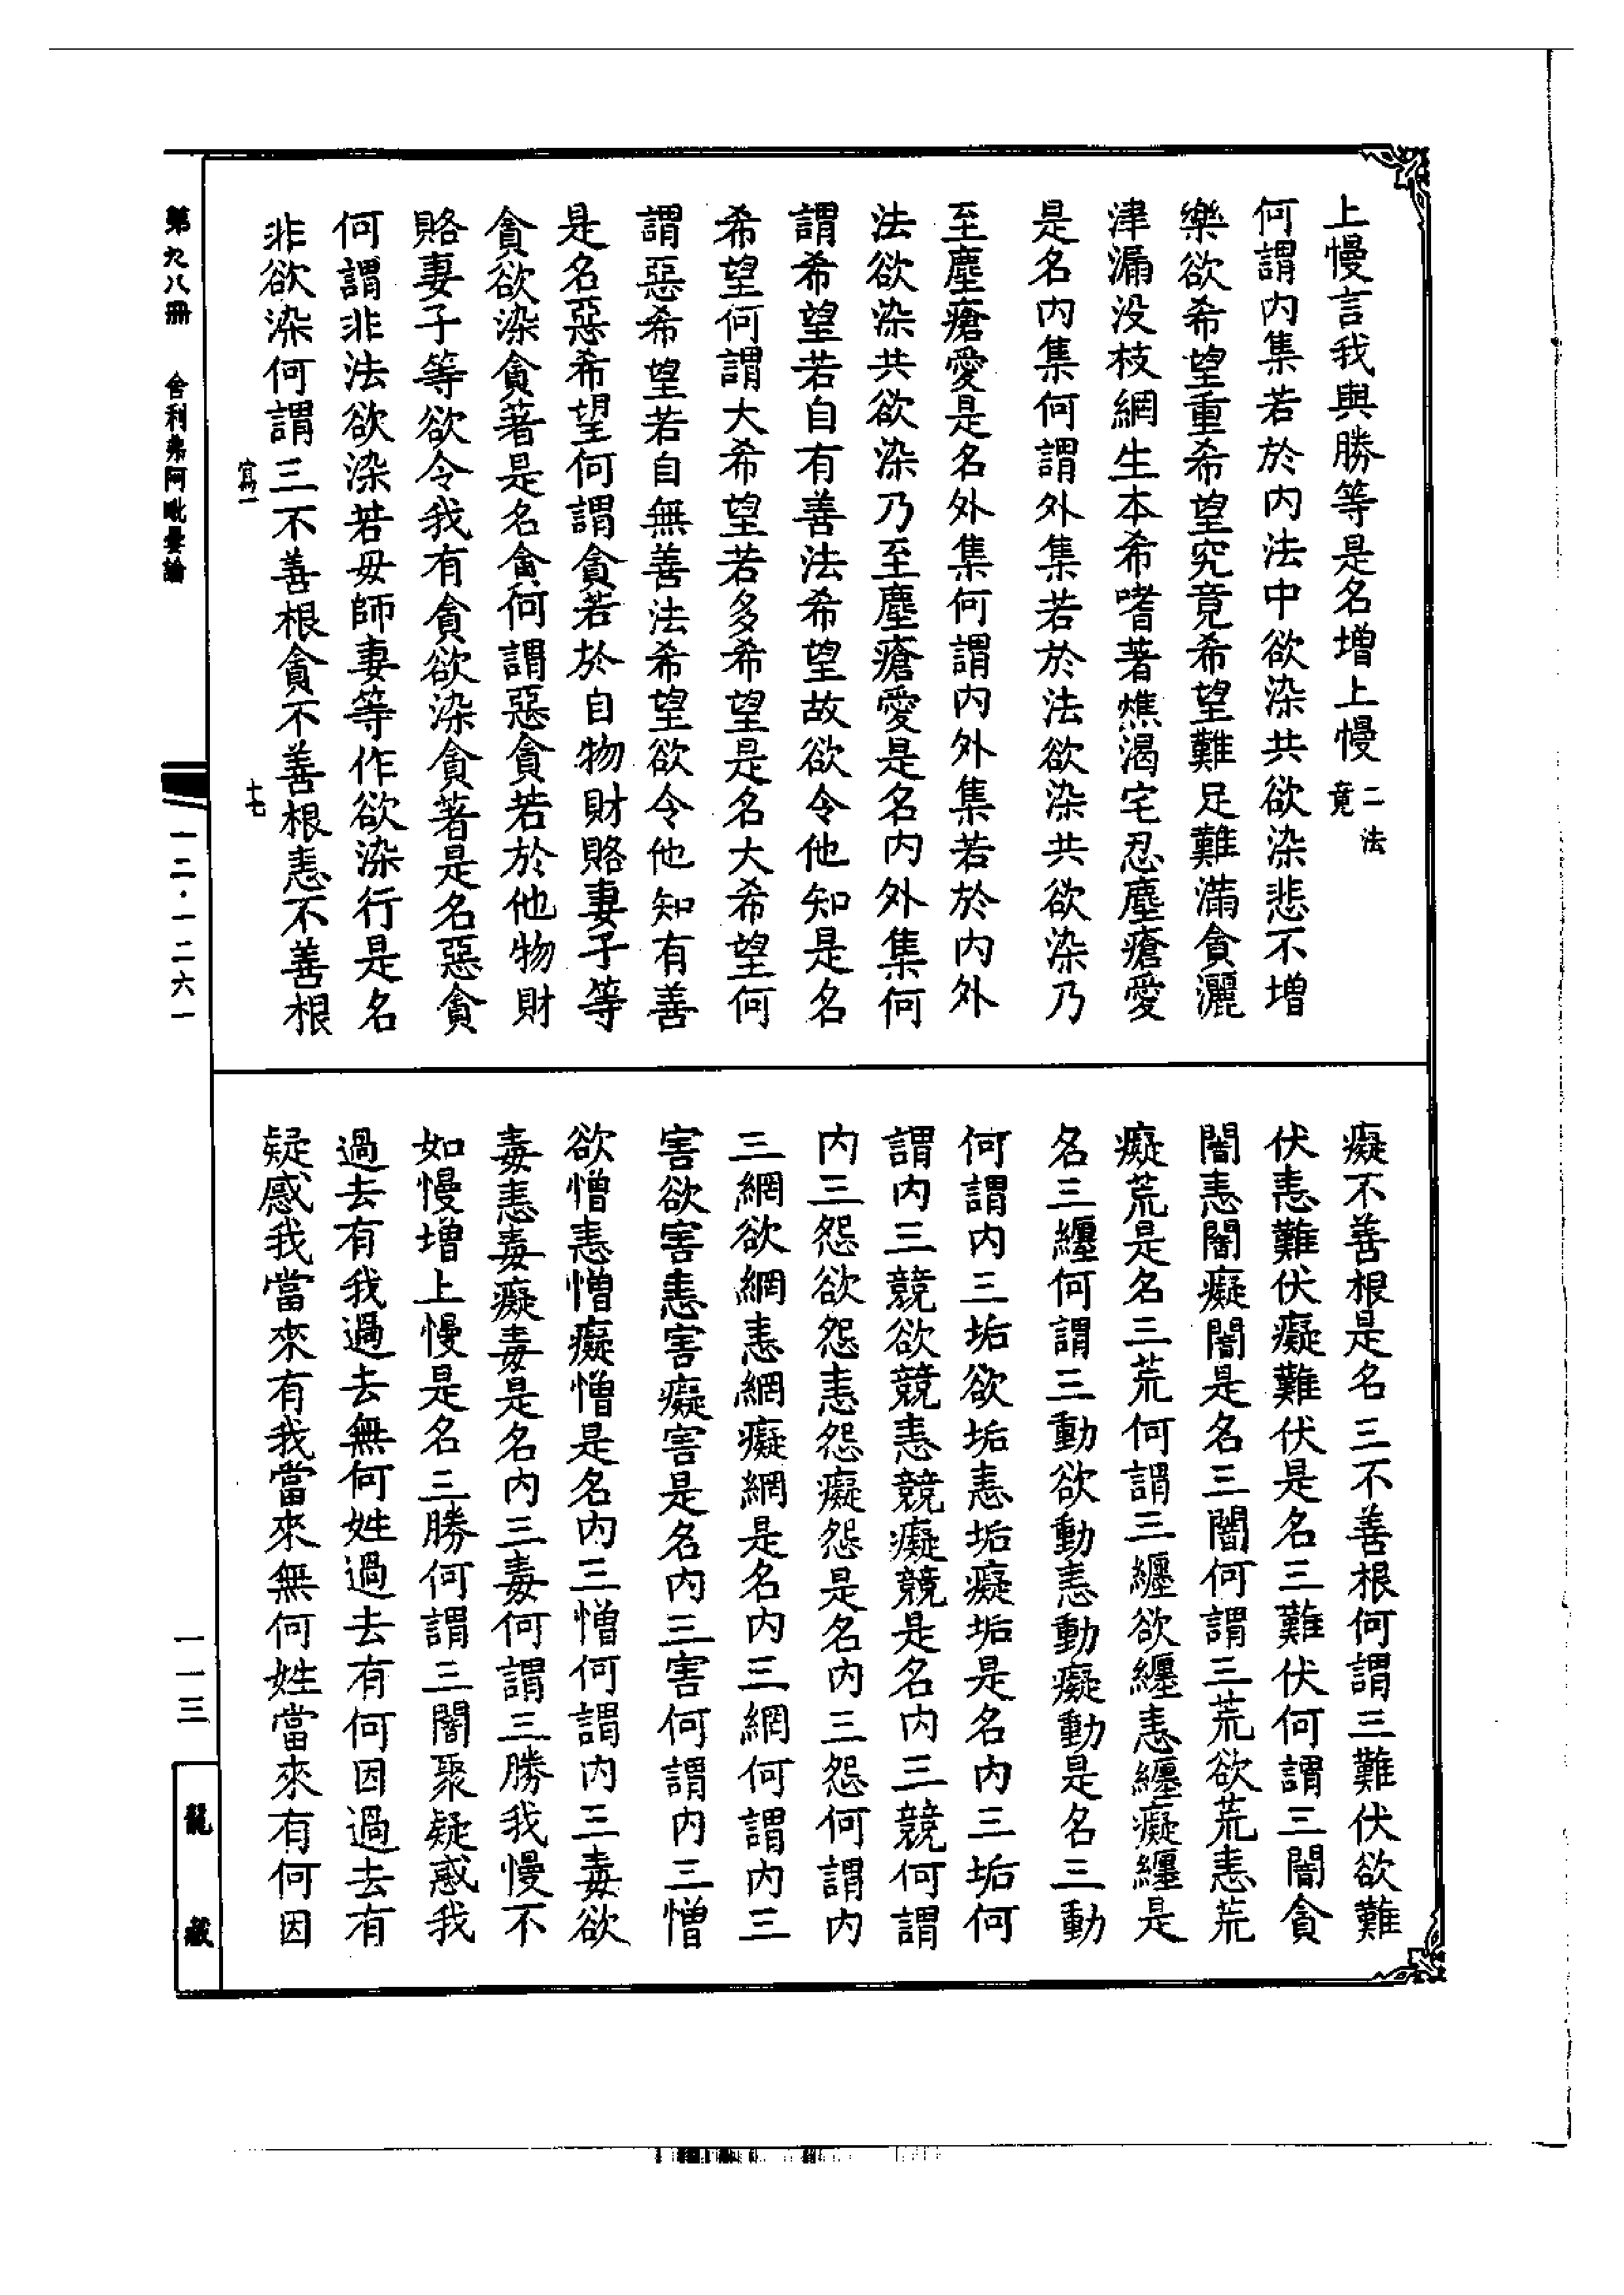 上慢言我與勝等是名增上慢二法竟
何謂內集若於內法中欲染共欲染悲不增
樂欲希望重希望究竟希望難足難滿貪灑
津漏没枝網生本希嗜著燋渴宅忍塵瘡愛
是名內集何謂外集若於法欲染共欲染乃
至塵瘡愛是名外集何謂內外集若於內外
法欲染共欲染乃至塵瘡愛是名內外集何
謂希望若自有善法希望故欲令他知是名
希望何謂大希望若多希望是名大希望何
謂惡希望若自無善法希望欲令他知有善
是名惡希望何謂貪若於自物財賂妻子等
貪欲染貪著是名貪何謂惡貪若於他物財
賂妻子等欲令我有貪欲染貪著是名惡貪
何謂非法欲染若毋師妻等作欲染行是名
非欲染何謂三不善根貪不善根恚不善根
寫一
十七
癡不善根是名三不善根何謂三難伏欲難
伏恚難伏癡難伏是名三難伏何謂三闇貪
闇恚闇癡闇是名三闇何謂三荒欲荒恚荒
癡荒是名三荒何謂三纒欲纒恚纒癡纒是
名三纒何謂三動欲動恚動癡動是名三動
何謂內三垢欲垢恚垢癡垢是名內三垢何
謂內三競欲競恚競癡競是名內三競何謂
內三怨欲怨恚怨癡怨是名內三怨何謂內
三網欲網恚網癡網是名內三網何謂內三
害欲害恚害癡害是名內三害何謂內三憎
欲憎恚憎癡憎是名內三憎何謂內三毒欲
毒恚毒癡毒是名內三毒何謂三勝我慢不
如慢增上慢是名三勝何謂三闇聚疑惑我
過去有我過去無何姓過去有何因過去有
疑惑我當來有我當來無何姓當來有何因
第九八冊 舍利弗阿毗曇論
一二·一二六一
一一三
龍藏